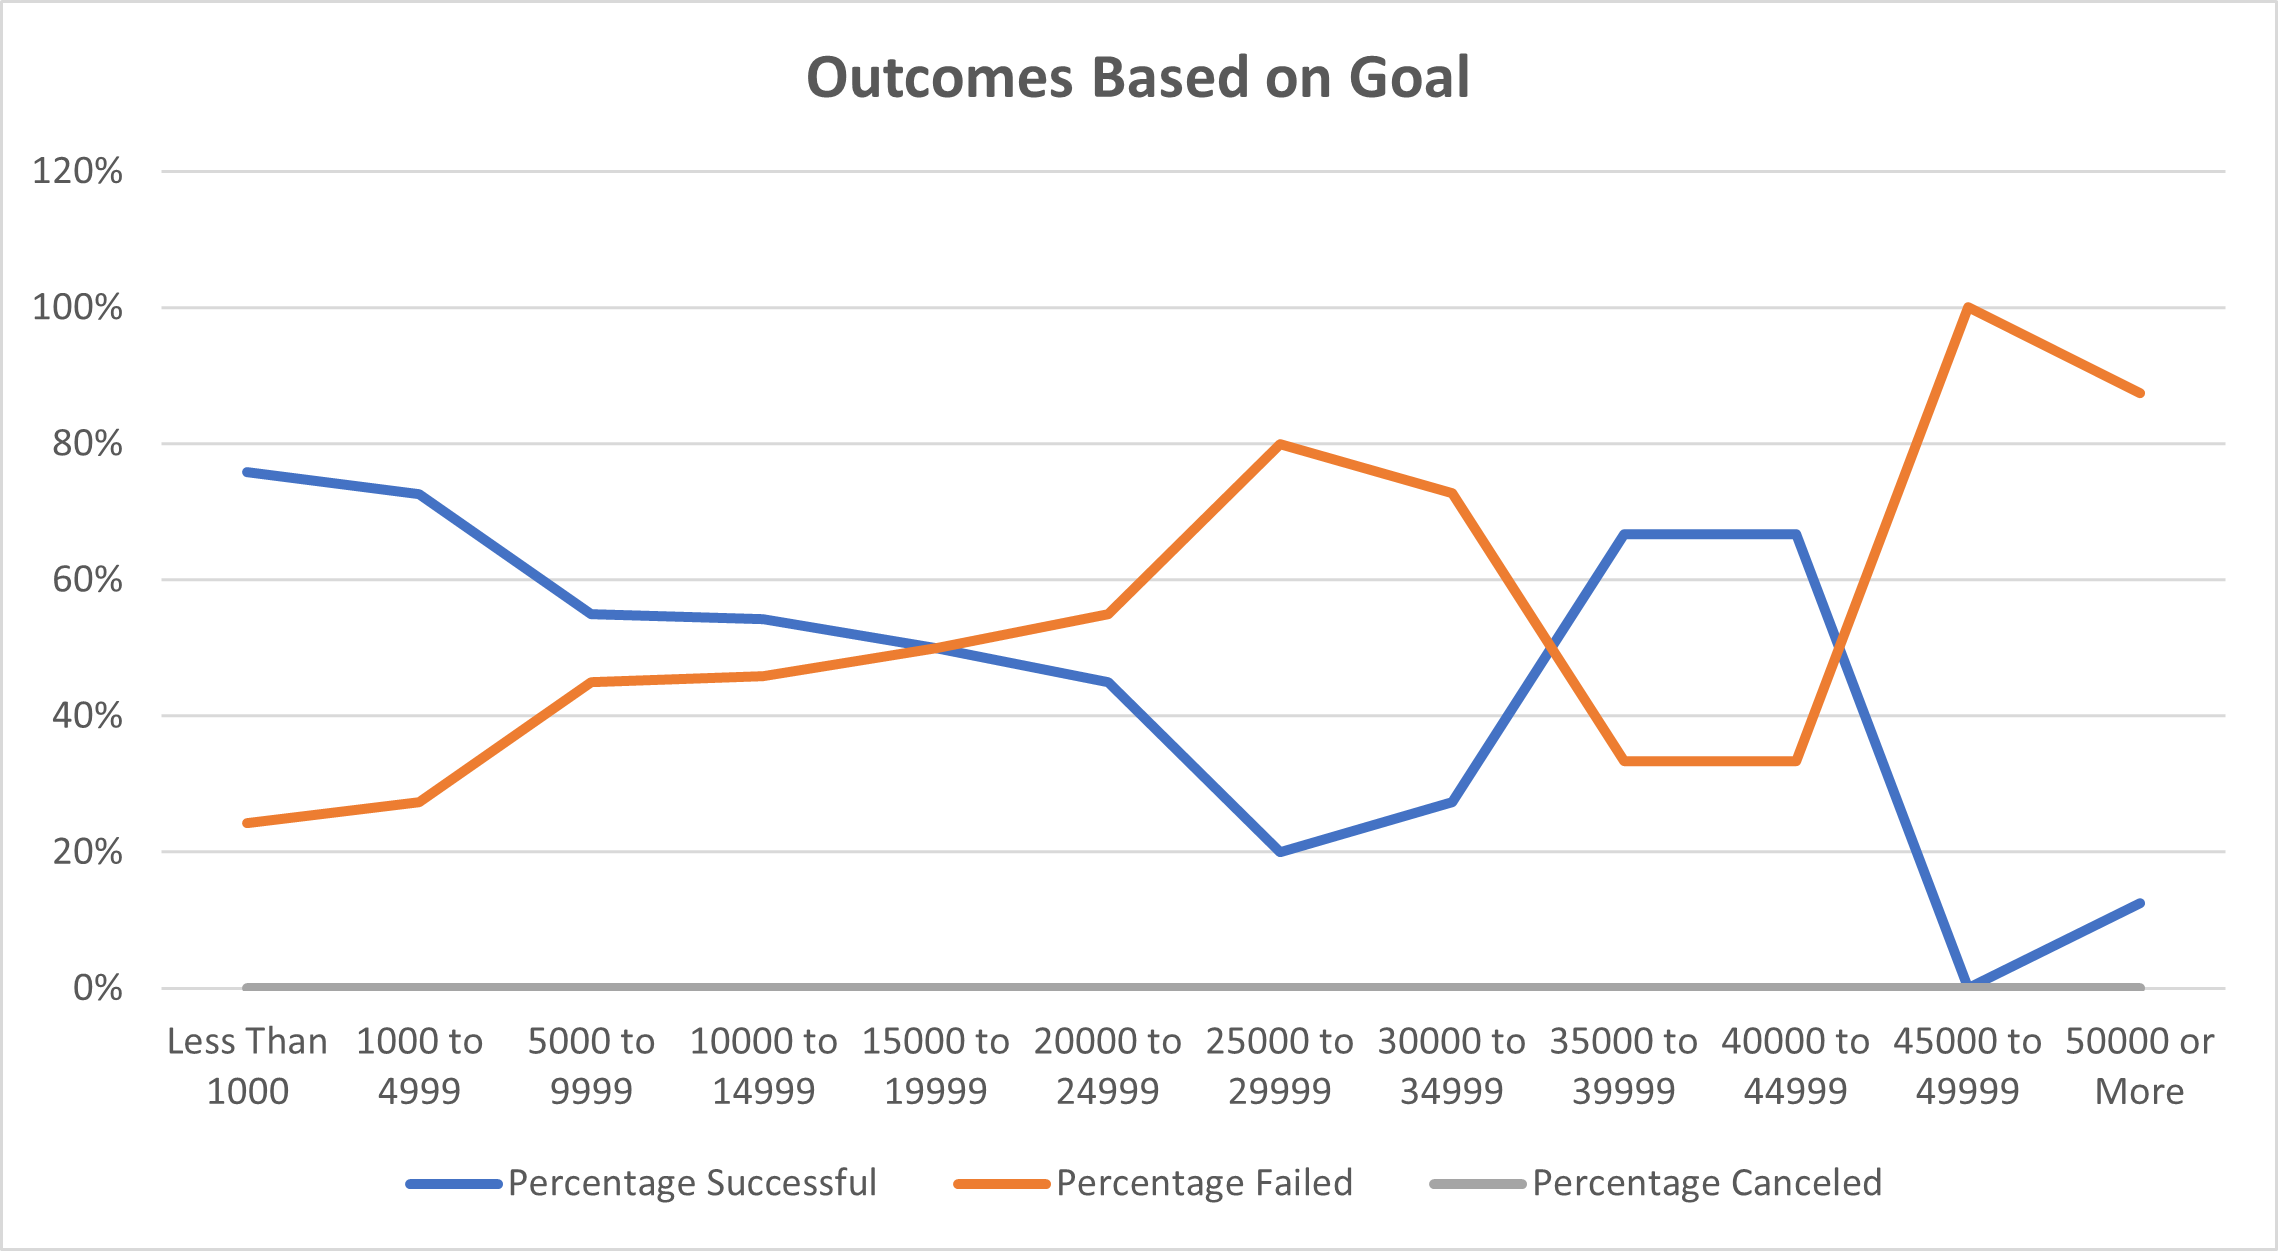 Outcomes Based on Goal
120%
100%
80%
60%
40%
20%
0%
Less Than 1000
1000 to 4999
5000 to 9999
10000 to 14999
15000 to 19999
20000 to 24999
25000 to 29999
30000 to 34999
35000 to 39999
40000 to 44999
45000 to 49999
50000 or More
Percentage Successful
Percentage Failed
Percentage Canceled